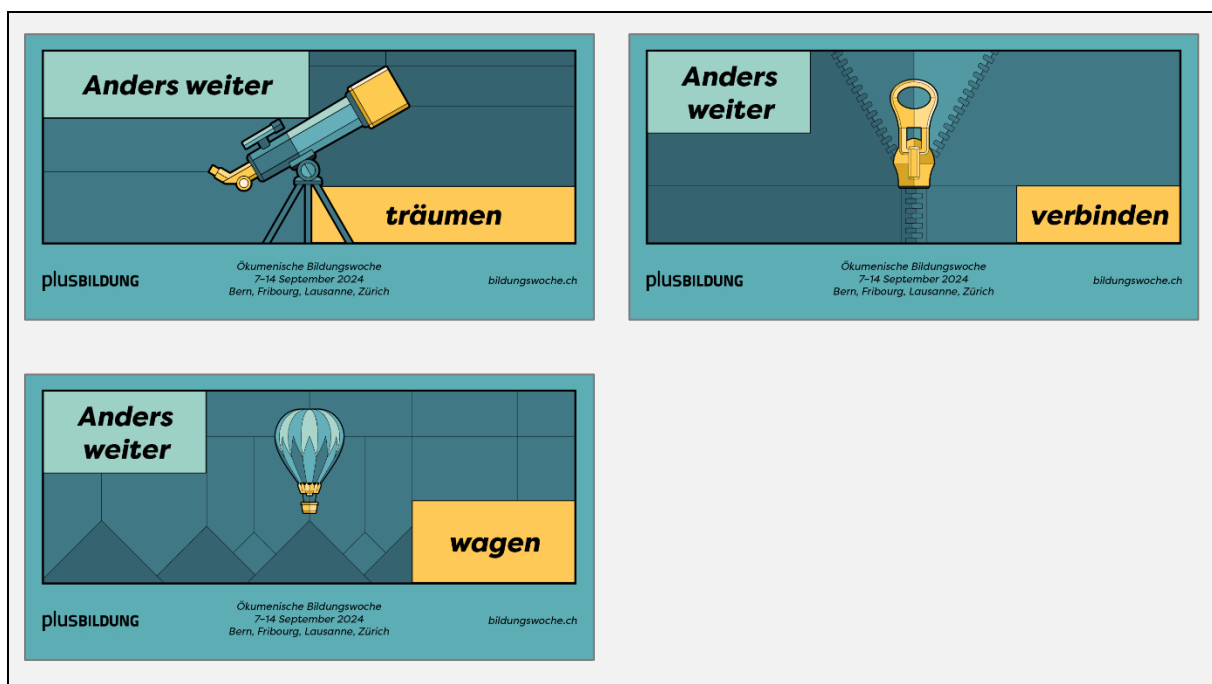 Anders weiter
träumen
plusBILDUNG
Ökumenische Bildungswoche
7–14 September 2024
Bern, Fribourg, Lausanne, Zürich
bildungswoche.ch
Anders
weiter
verbinden
plusBILDUNG
Ökumenische Bildungswoche
7–14 September 2024
Bern, Fribourg, Lausanne, Zürich
bildungswoche.ch
Anders
weiter
wagen
plusBILDUNG
Ökumenische Bildungswoche
7–14 September 2024
Bern, Fribourg, Lausanne, Zürich
bildungswoche.ch